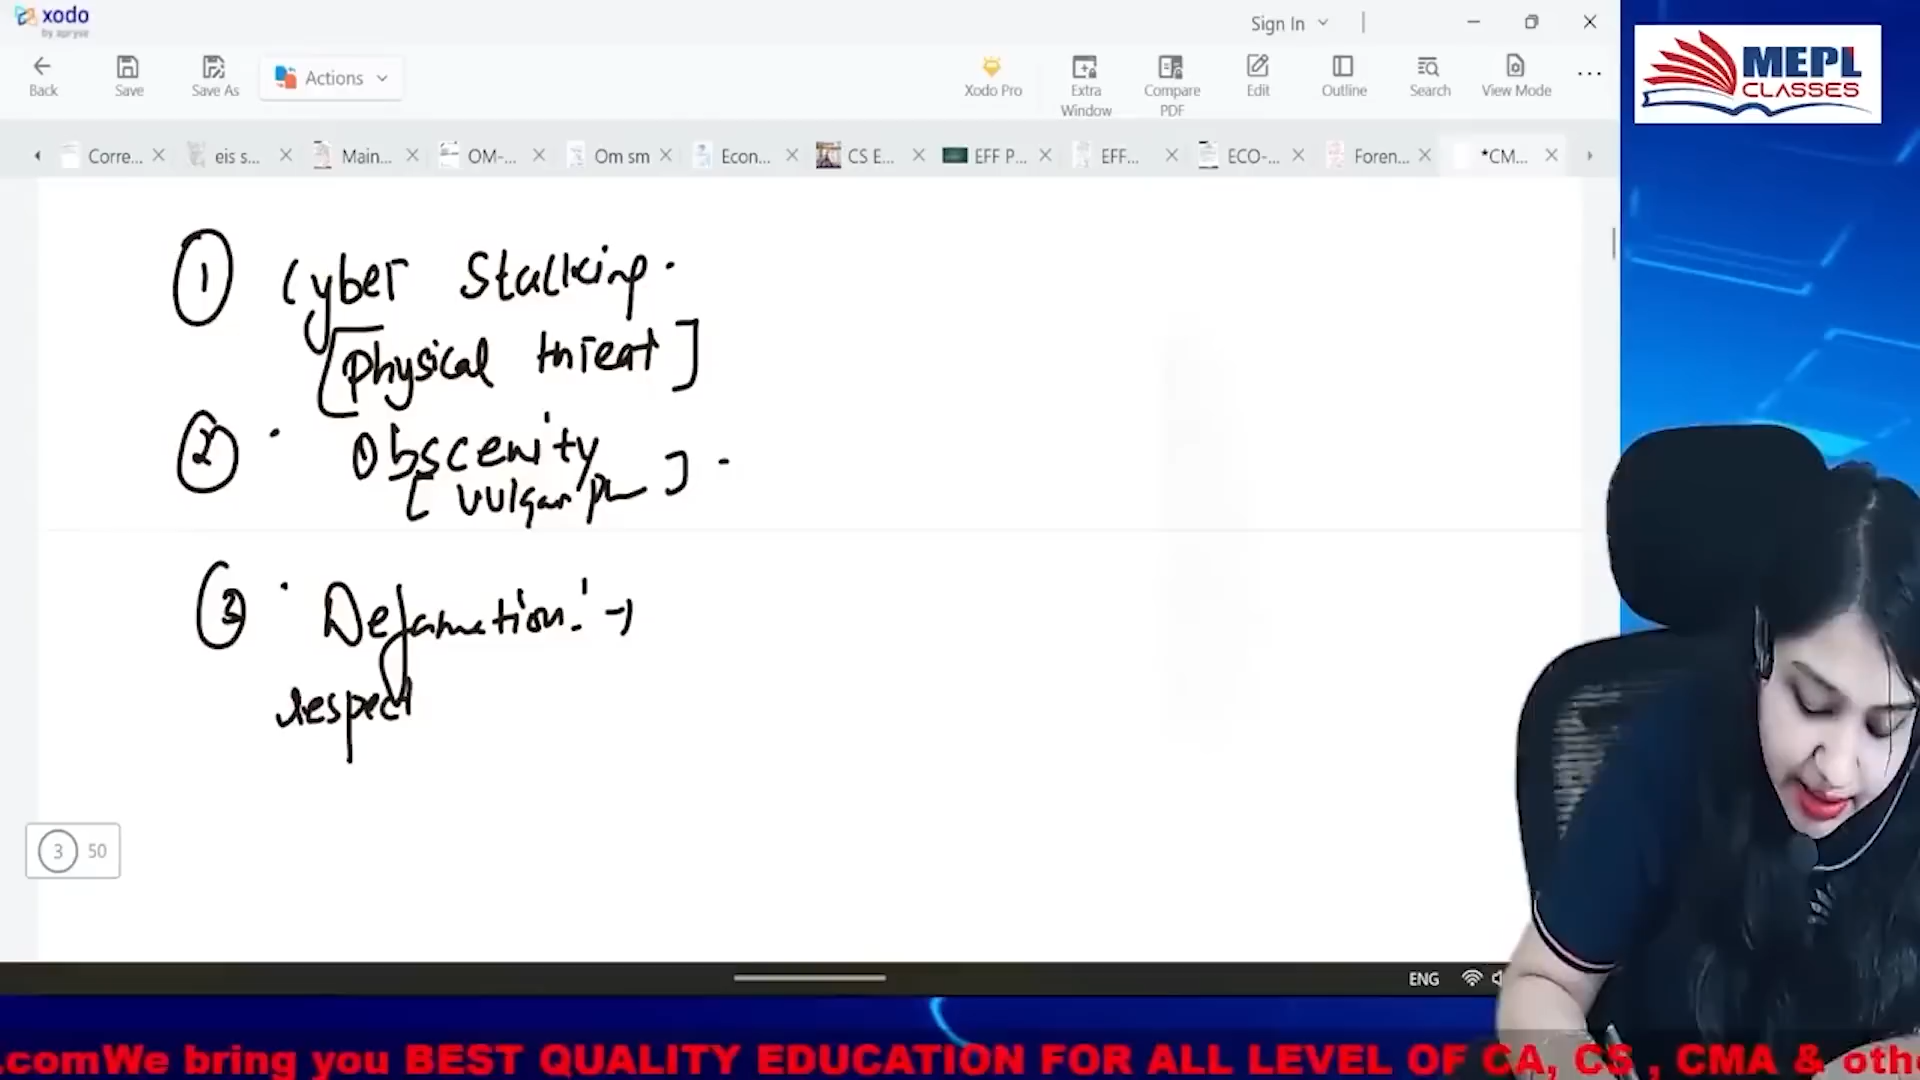 xodo
by apryse
Sign In
Back
Save
Save As
Actions
Xodo Pro
Extra Window
Compare PDF
Edit
Outline
Search
View Mode
MEPL
CLASSES
Corre...
eis s...
Main...
OM-...
Om sm
Econ...
CS E...
EFF P...
EFF...
ECO-...
Foren...
*CM...
1 Cyber Stalking.
[Physical threat]
2 Obscenity
[vulgar]
3 Defamation:→
respect
3 50
ENG
.comWe bring you BEST QUALITY EDUCATION FOR ALL LEVEL OF CA, CS , CMA & oth